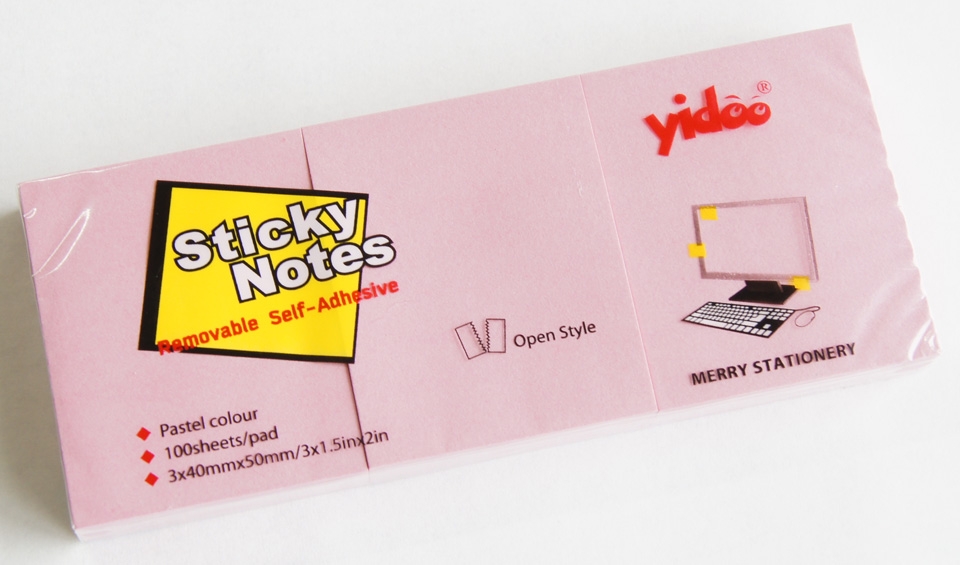 yidoo®
Sticky
Notes
Removable Self-Adhesive
Open Style
MERRY STATIONERY
Pastel colour
100sheets/pad
3x40mmx50mm/3x1.5inx2in